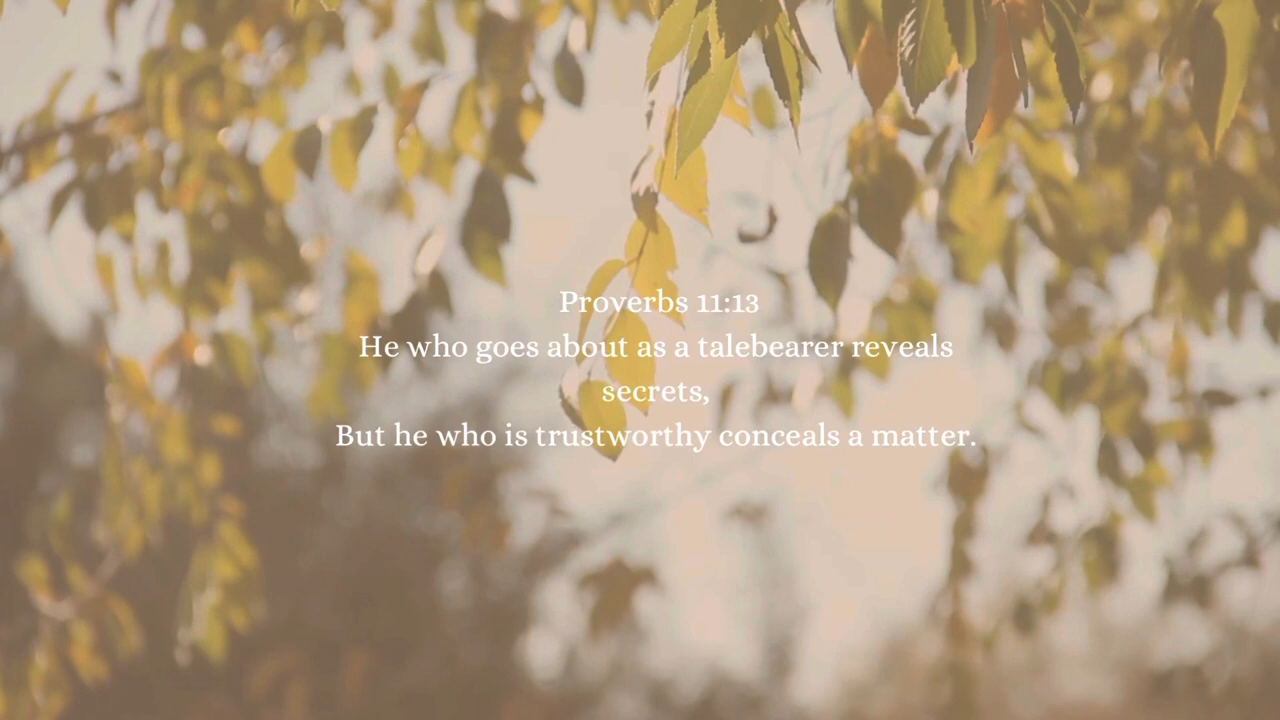 Proverbs 11:13
He who goes about as a talebearer reveals
secrets,
But he who is trustworthy conceals a matter.